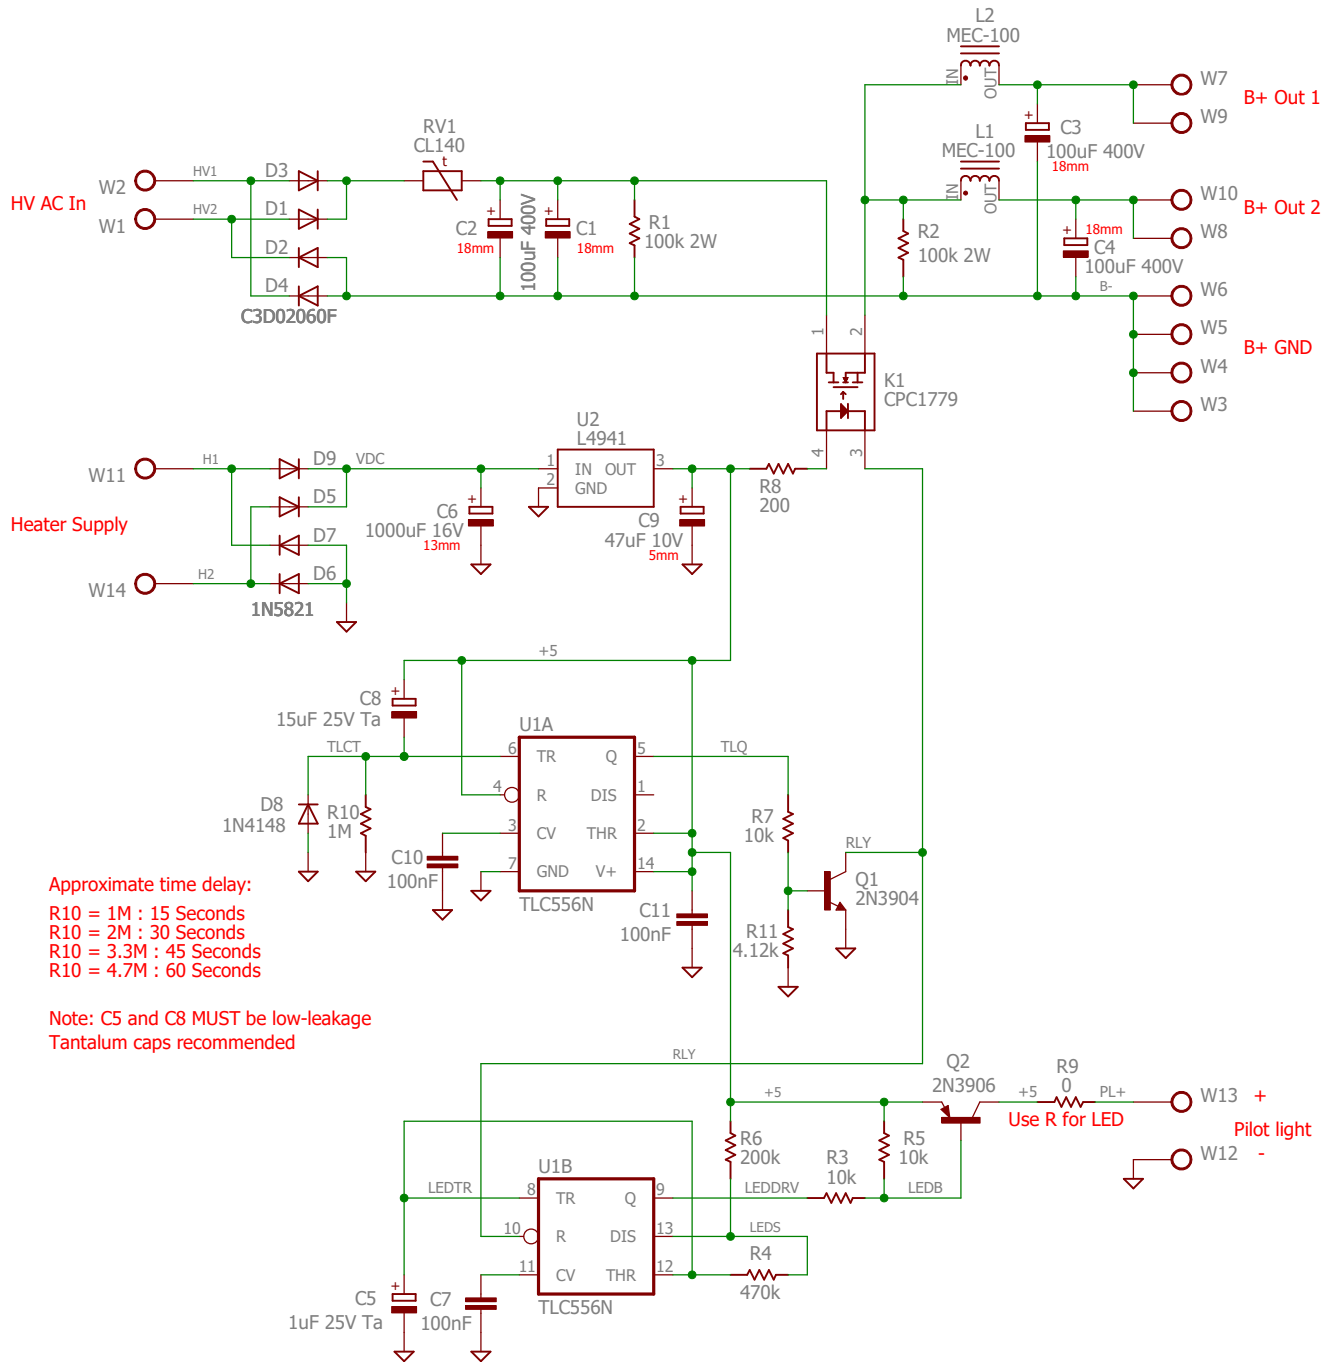 L2
MEC-100
IN
OUT
W7
B+ Out 1
W9
C3
100uF 400V
18mm
L1
MEC-100
IN
OUT
W10
B+ Out 2
W8
18mm
C4
100uF 400V
B-
W6
W5
B+ GND
W4
W3
RV1
CL140
t
HV AC In
W2
W1
HV1
HV2
D3
D1
D2
D4
C3D02060F
C2
18mm
100uF 400V
C1
18mm
R1
100k 2W
R2
100k 2W
1
2
K1
CPC1779
4
3
Heater Supply
W11
H1
D9
VDC
D5
D7
H2
D6
W14
1N5821
C6
1000uF 16V
13mm
U2
L4941
1
IN OUT
3
2
GND
C9
47uF 10V
5mm
R8
200
+5
C8
15uF 25V Ta
TLCT
D8
1N4148
R10
1M
U1A
6
TR
Q
5
TLQ
4
R
DIS
1
3
CV
THR
2
7
GND
V+
14
TLC556N
C10
100nF
C11
100nF
R7
10k
RLY
Q1
2N3904
R11
4.12k
Approximate time delay:
R10 = 1M : 15 Seconds
R10 = 2M : 30 Seconds
R10 = 3.3M : 45 Seconds
R10 = 4.7M : 60 Seconds
Note: C5 and C8 MUST be low-leakage
Tantalum caps recommended
RLY
Q2
2N3906
+5
+5
R9
0
PL+
W13 +
Use R for LED
Pilot light
W12 -
R6
200k
R5
10k
R3
10k
LEDB
U1B
LEDTR
8
TR
Q
9
LEDDRV
10
R
DIS
13
LEDS
11
CV
THR
12
R4
470k
TLC556N
C5
1uF 25V Ta
C7
100nF